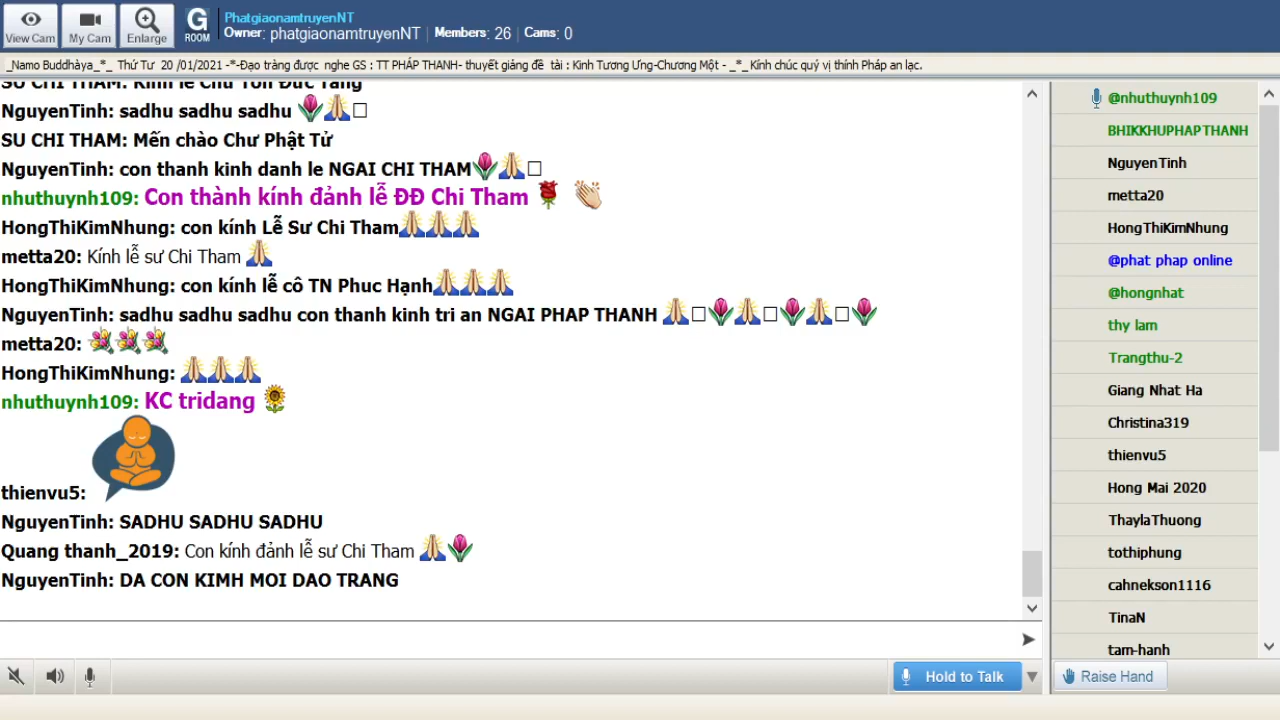 View Cam
My Cam
Enlarge
G
ROOM
PhatgiaonamtruyenNT
Owner: phatgiaonamtruyenNT | Members: 26 | Cams: 0
_Namo Buddhàya_*_ Thứ Tư 20 /01/2021 -*-Đạo tràng được nghe GS : TT PHÁP THANH- thuyết giảng đề tài : Kinh Tương Ưng-Chương Một - _*_Kính chúc quý vị thính Pháp an lạc.
SU CHI THAM: Kính lễ Chư Tôn Đức Tăng
NguyenTinh: sadhu sadhu sadhu 🌷🙏□
SU CHI THAM: Mến chào Chư Phật Tử
NguyenTinh: con thanh kinh danh le NGAI CHI THAM🌷🙏□
nhuthuynh109: Con thành kính đảnh lễ ĐĐ Chi Tham 🌹 👏
HongThiKimNhung: con kính Lễ Sư Chi Tham🙏🙏🙏
metta20: Kính lễ sư Chi Tham 🙏
HongThiKimNhung: con kính lễ cô TN Phuc Hạnh🙏🙏🙏
NguyenTinh: sadhu sadhu sadhu con thanh kinh tri an NGAI PHAP THANH 🙏□🌷🙏□🌷🙏□🌷
metta20: 💐💐💐
HongThiKimNhung: 🙏🙏🙏
nhuthuynh109: KC tridang 🌻
thienvu5:
NguyenTinh: SADHU SADHU SADHU
Quang thanh_2019: Con kính đảnh lễ sư Chi Tham 🙏🌷
NguyenTinh: DA CON KIMH MOI DAO TRANG
Hold to Talk
@nhuthuynh109
BHIKKHUPHAPTHANH
NguyenTinh
metta20
HongThiKimNhung
@phat phap online
@hongnhat
thy lam
Trangthu-2
Giang Nhat Ha
Christina319
thienvu5
Hong Mai 2020
ThaylaThuong
tothiphung
cahnekson1116
TinaN
tam-hanh
Raise Hand